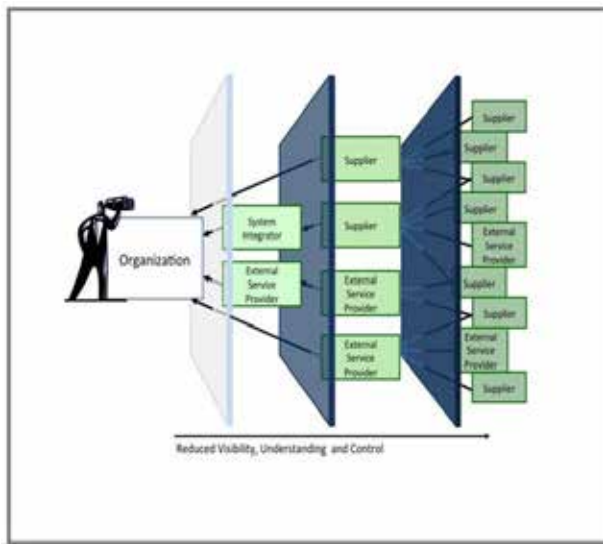 Organization
System
Integrator
External
Service
Provider
Supplier
Supplier
External
Service
Provider
External
Service
Provider
Supplier
Supplier
Supplier
Supplier
External
Service
Provider
Supplier
Supplier
External
Service
Provider
Supplier
Reduced Visibility, Understanding and Control